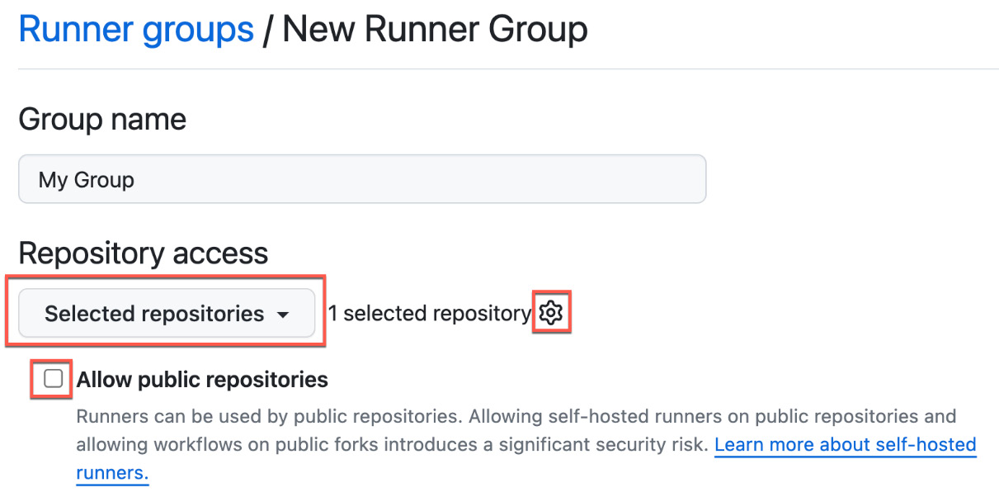 Runner groups / New Runner Group
Group name
My Group
Repository access
Selected repositories 1 selected repository
Allow public repositories
Runners can be used by public repositories. Allowing self-hosted runners on public repositories and
allowing workflows on public forks introduces a significant security risk. Learn more about self-hosted
runners.